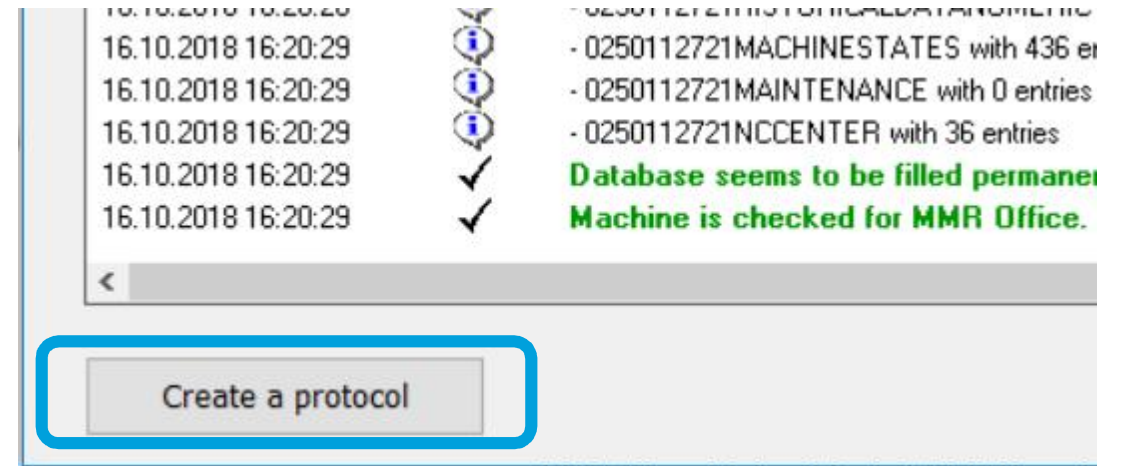 16.10.2018 16:20:29 - 0250112721MACHINESTATES with 436
16.10.2018 16:20:29 - 0250112721MAINTENANCE with 0 entries
16.10.2018 16:20:29 - 0250112721NCCENTER with 36 entries
16.10.2018 16:20:29 Database seems to be filled
16.10.2018 16:20:29 Machine is checked for MMR Office.
Create a protocol